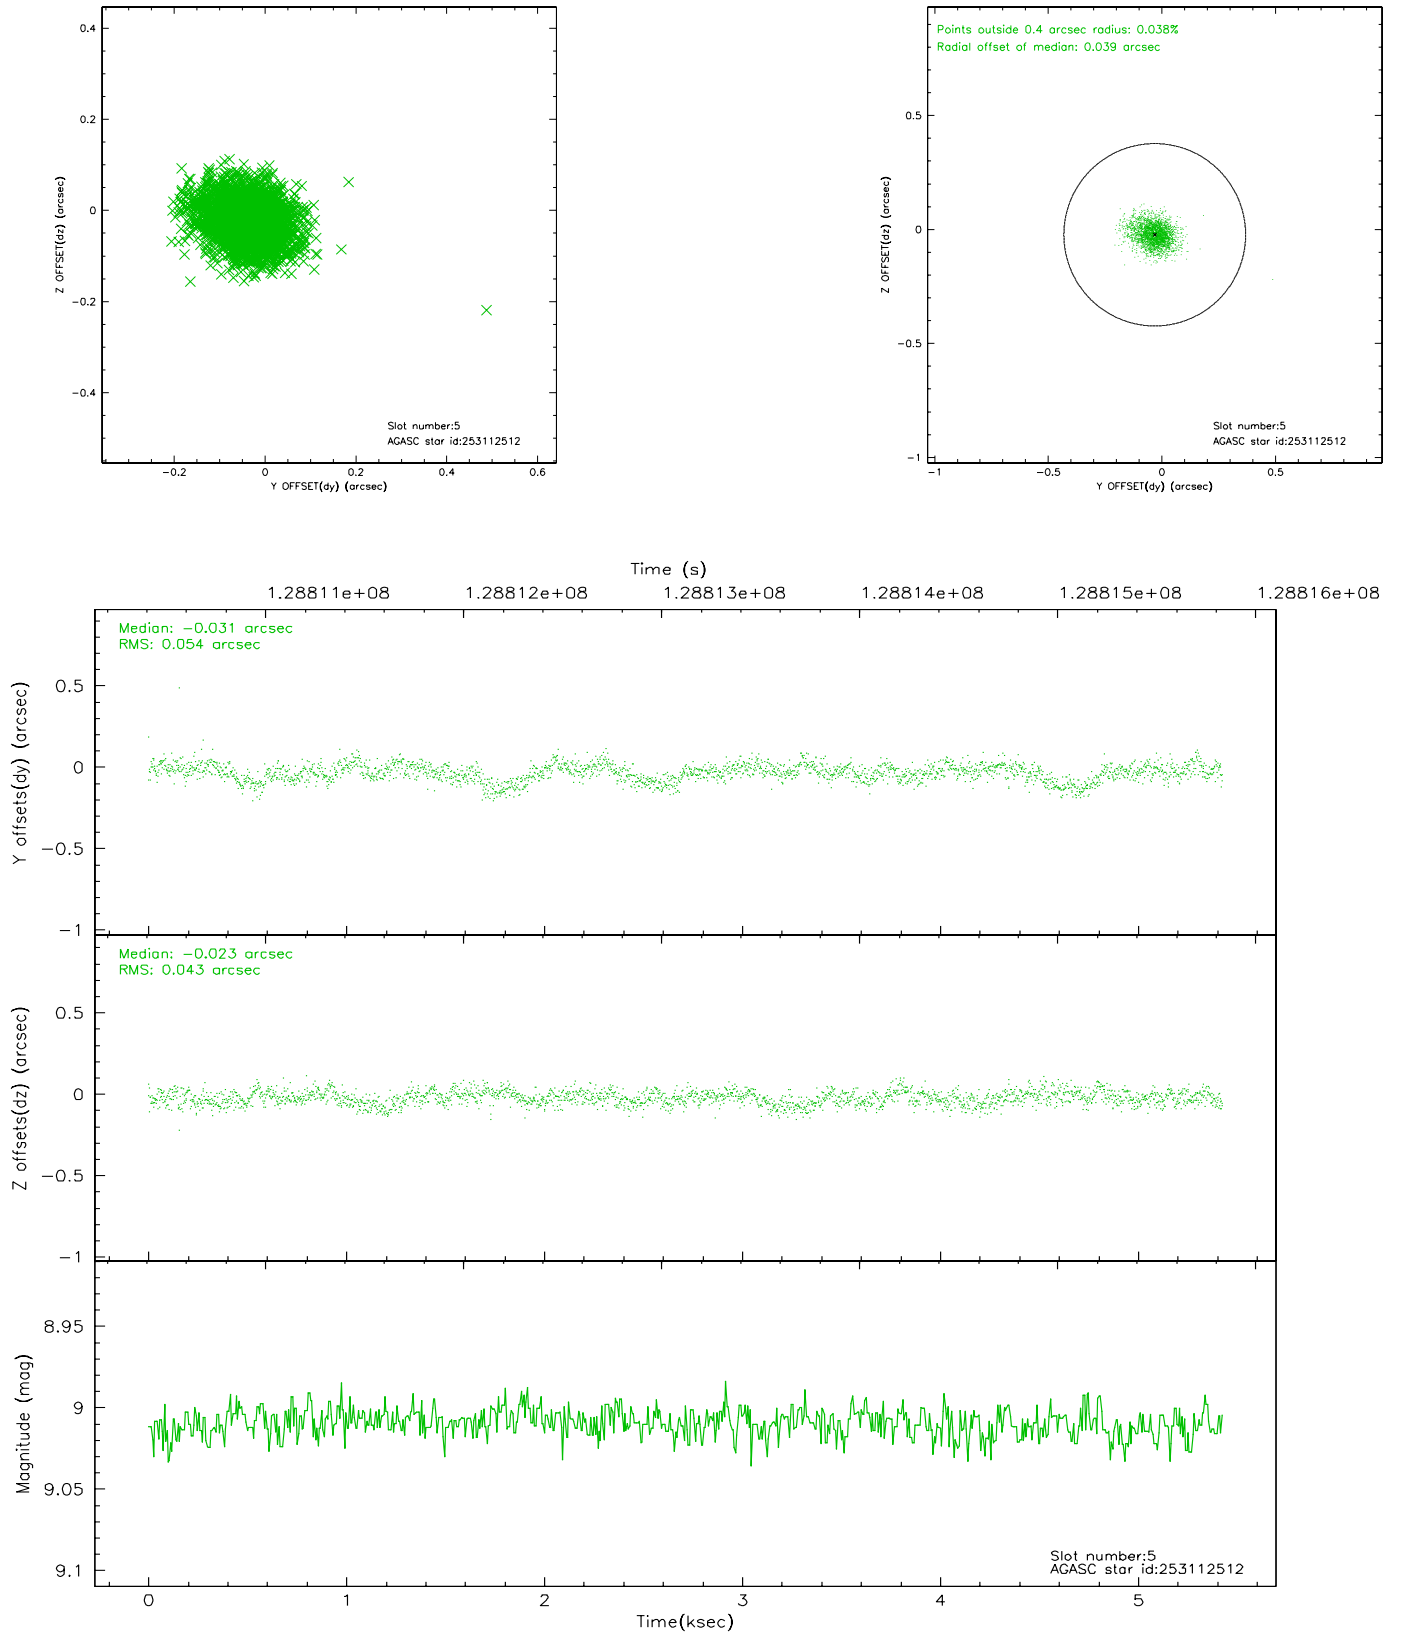 0.4
0.2
0
−0.2
−0.4
Z OFFSET(dz) (arcsec)
Slot number:5
AGASC star id:253112512
−0.2 0 0.2 0.4 0.6
Y OFFSET(dy) (arcsec)
Points outside 0.4 arcsec radius: 0.038%
Radial offset of median: 0.039 arcsec
0.5
0
−0.5
−1
Z OFFSET(dz) (arcsec)
Slot number:5
AGASC star id:253112512
−1 −0.5 0 0.5
Y OFFSET(dy) (arcsec)
Time (s)
1.28811e+08 1.28812e+08 1.28813e+08 1.28814e+08 1.28815e+08 1.28816e+08
Median: −0.031 arcsec
RMS: 0.054 arcsec
0.5
0
−0.5
−1
Y offsets(dy) (arcsec)
Median: −0.023 arcsec
RMS: 0.043 arcsec
0.5
0
−0.5
−1
Z offsets(dz) (arcsec)
8.95
9
9.05
9.1
Magnitude (mag)
Slot number:5
AGASC star id:253112512
0 1 2 3 4 5
Time(ksec)